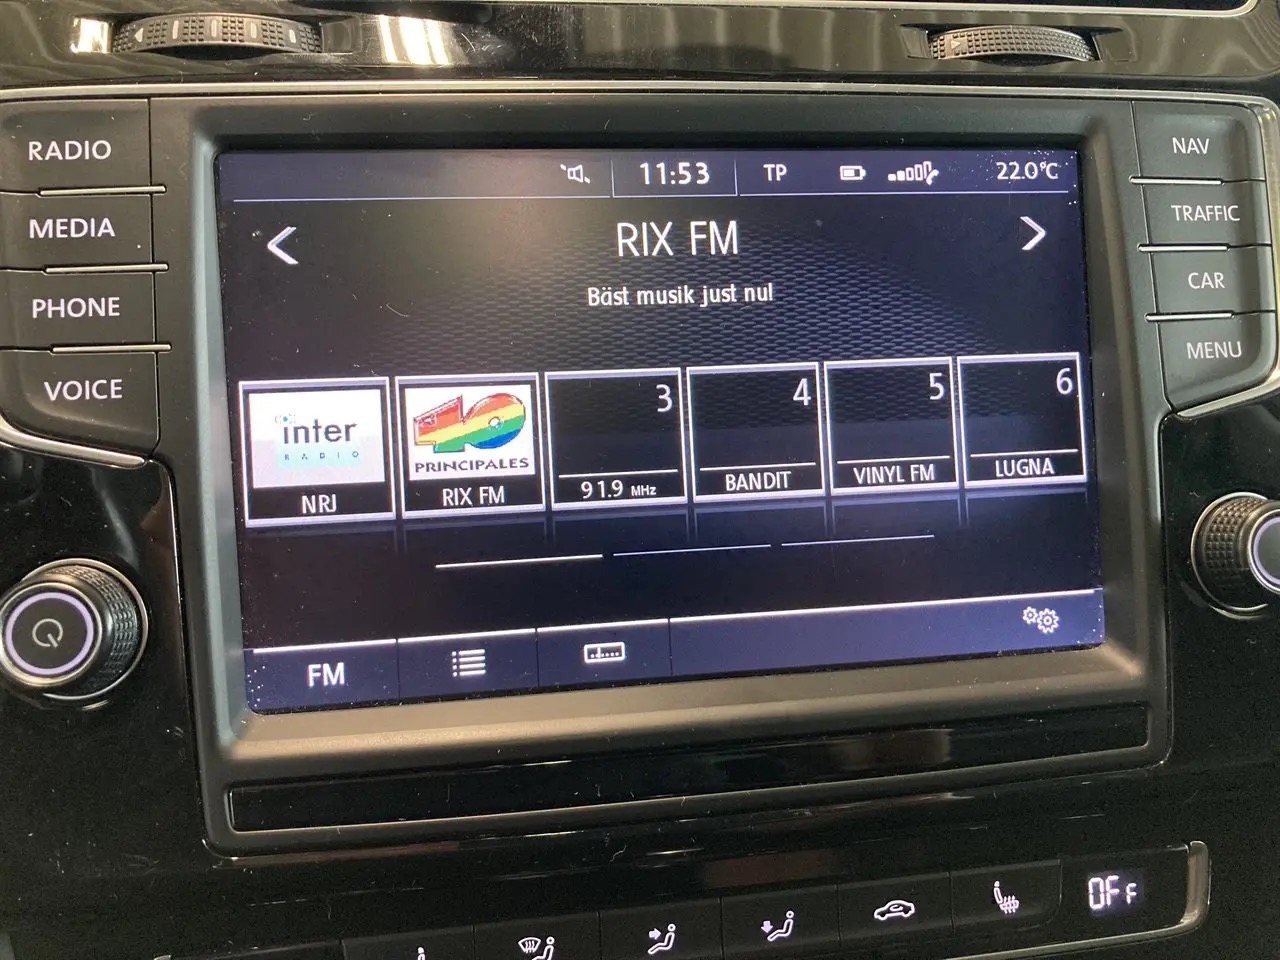 RADIO
MEDIA
PHONE
VOICE
NAV
TRAFFIC
CAR
MENU
11:53
TP
22.0°C
RIX FM
Bäst musik just nu!
inter
RADIO
NRJ
40
PRINCIPALES
RIX FM
3
91.9 MHz
4
BANDIT
5
VINYL FM
6
LUGNA
FM
OFF